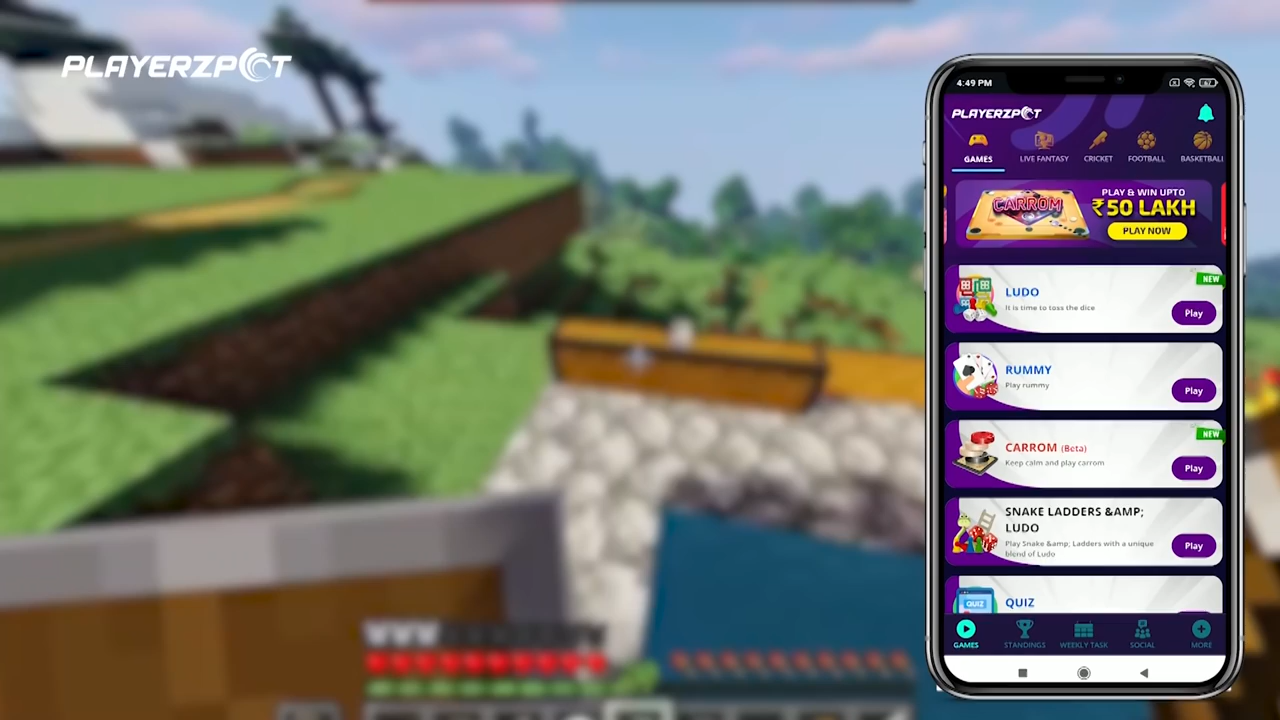 PLAYERZPOT
4:49 PM
PLAYERZPOT
GAMES
LIVE FANTASY
CRICKET
FOOTBALL
BASKETBALL
CARROM
PLAY & WIN UPTO
₹50 LAKH
PLAY NOW
NEW
LUDO
It is time to toss the dice
Play
RUMMY
Play rummy
Play
NEW
CARROM (Beta)
Keep calm and play carrom
Play
SNAKE LADDERS &AMP;
LUDO
Play Snake &amp; Ladders with a unique
blend of Ludo
Play
QUIZ
QUIZ
GAMES
STANDINGS
WEEKLY TASK
SOCIAL
MORE